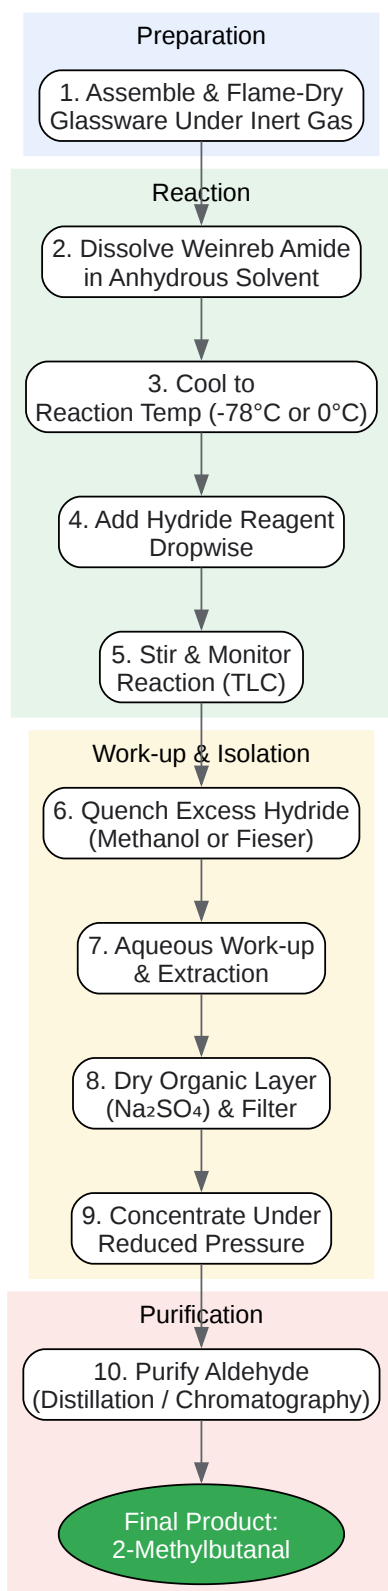 Preparation
1. Assemble & Flame-Dry
Glassware Under Inert Gas
Reaction
2. Dissolve Weinreb Amide
in Anhydrous Solvent
3. Cool to
Reaction Temp (-78°C or 0°C)
4. Add Hydride Reagent
Dropwise
5. Stir & Monitor
Reaction (TLC)
Work-up & Isolation
6. Quench Excess Hydride
(Methanol or Fieser)
7. Aqueous Work-up
& Extraction
8. Dry Organic Layer
(Na₂SO₄) & Filter
9. Concentrate Under
Reduced Pressure
Purification
10. Purify Aldehyde
(Distillation / Chromatography)
Final Product:
2-Methylbutanal